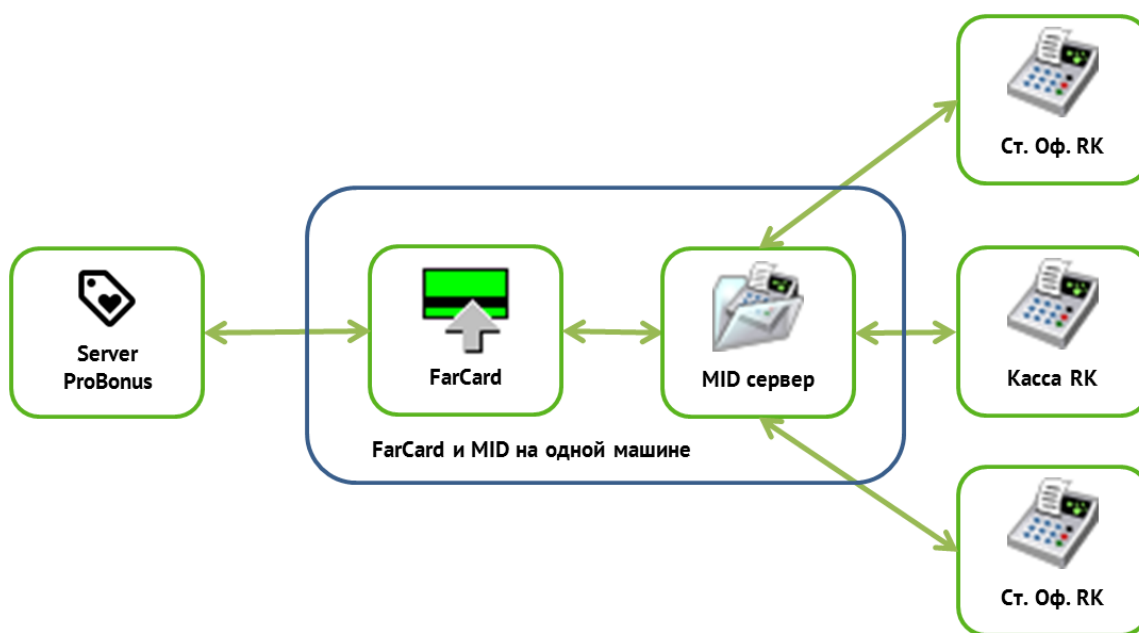 Server
ProBonus
FarCard
MID сервер
FarCard и MID на одной машине
Ст. Оф. RK
Касса RK
Ст. Оф. RK